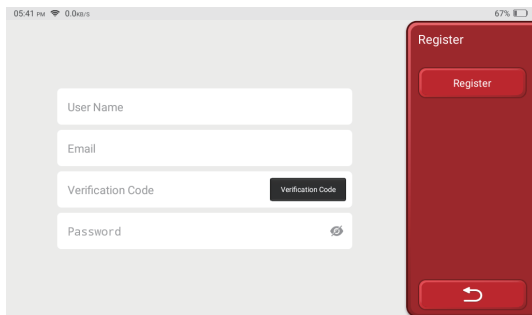 05:41 PM 0.0KB/S 67%
User Name
Email
Verification Code Verification Code
Password
Register
Register